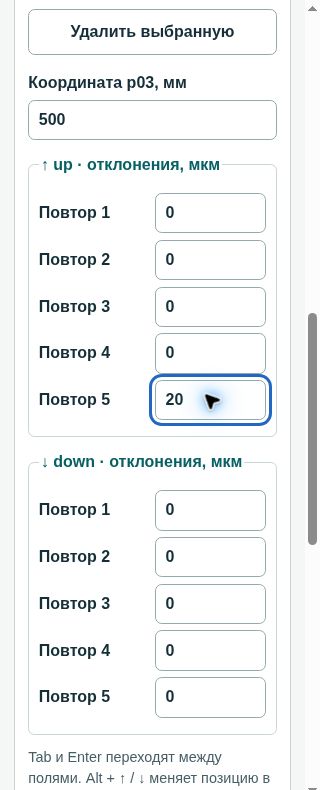 Удалить выбранную
Координата p03, мм
500
↑ up · отклонения, мкм
Повтор 1 0
Повтор 2 0
Повтор 3 0
Повтор 4 0
Повтор 5 20
↓ down · отклонения, мкм
Повтор 1 0
Повтор 2 0
Повтор 3 0
Повтор 4 0
Повтор 5 0
Tab и Enter переходят между
полями. Alt + ↑ / ↓ меняет позицию в